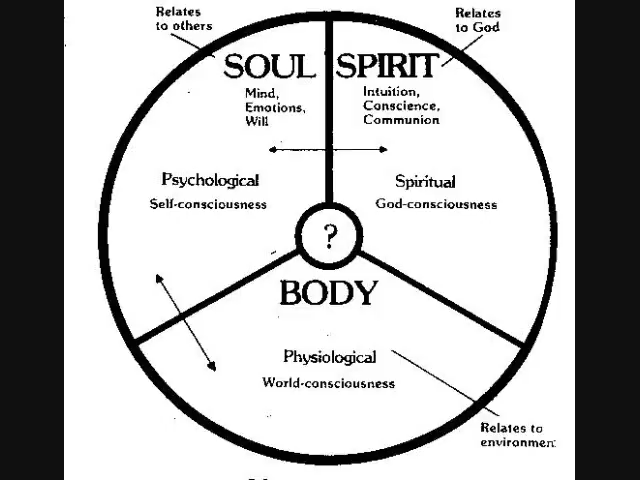 Relates
to others
Relates
to God
SOUL
SPIRIT
Mind,
Emotions,
Will
Intuition,
Conscience,
Communion
Psychological
Self-consciousness
Spiritual
God-consciousness
?
BODY
Physiological
World-consciousness
Relates to
environmen